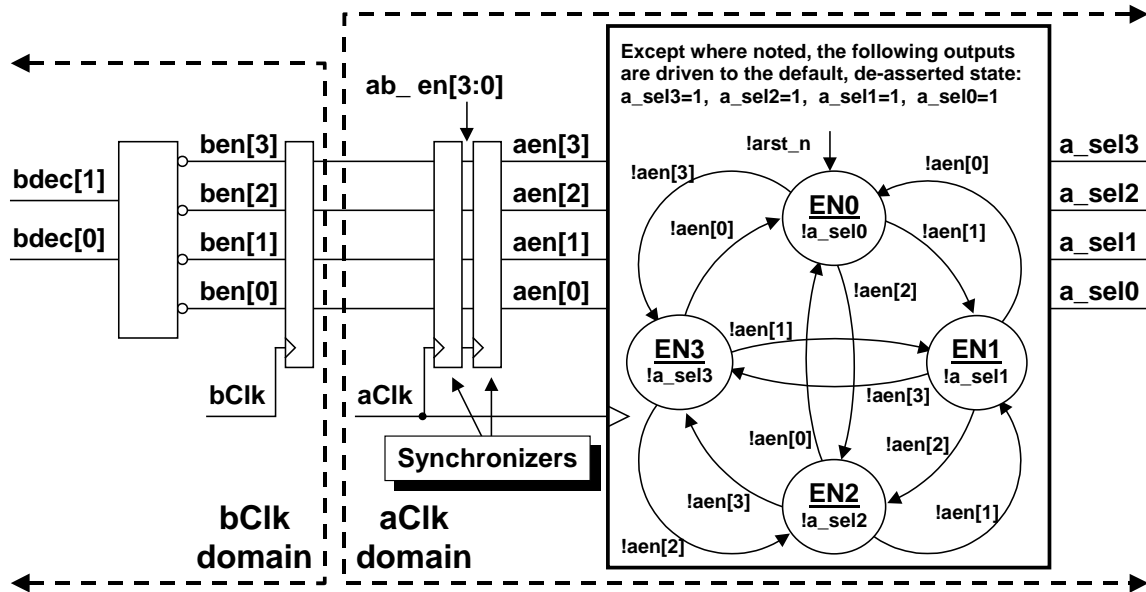 Except where noted, the following outputs
are driven to the default, de-asserted state:
a_sel3=1, a_sel2=1, a_sel1=1, a_sel0=1
ab_ en[3:0]
bdec[1]
bdec[0]
ben[3]
ben[2]
ben[1]
ben[0]
aen[3]
aen[2]
aen[1]
aen[0]
!arst_n
!aen[3]
!aen[0]
EN0
!a_sel0
!aen[0]
!aen[1]
!aen[2]
!aen[1]
EN3
!a_sel3
EN1
!a_sel1
!aen[3]
!aen[0]
!aen[2]
!aen[3]
EN2
!a_sel2
!aen[1]
!aen[2]
a_sel3
a_sel2
a_sel1
a_sel0
bClk
aClk
Synchronizers
bClk
domain
aClk
domain